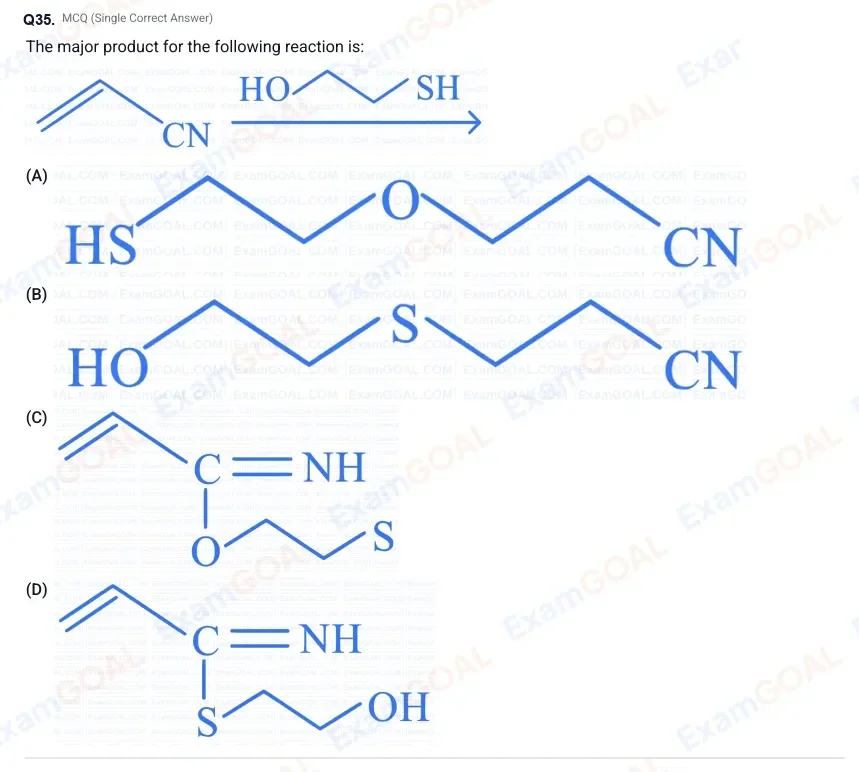 Q35. MCQ (Single Correct Answer)
The major product for the following reaction is:
HO SH
CN
(A)
O
HS CN
(B)
S
HO CN
(C)
C NH
O S
(D)
C NH
S OH
ExamGOAL